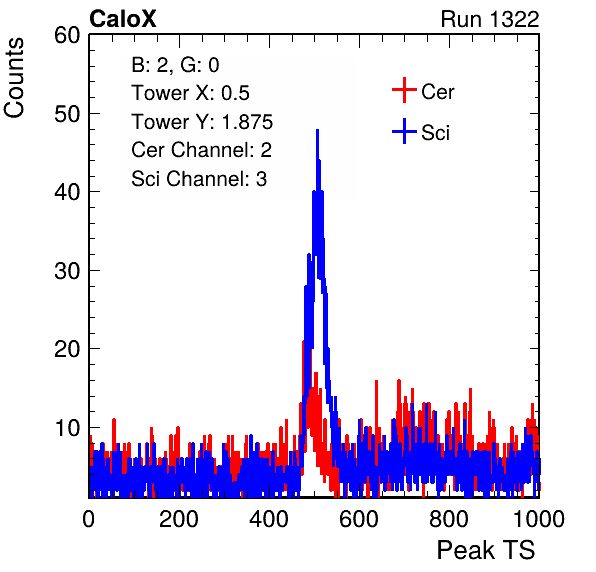 CaloX Run 1322
Counts
60
50
40
30
20
10
B: 2, G: 0
Tower X: 0.5
Tower Y: 1.875
Cer Channel: 2
Sci Channel: 3
Cer
Sci
0 200 400 600 800 1000
Peak TS